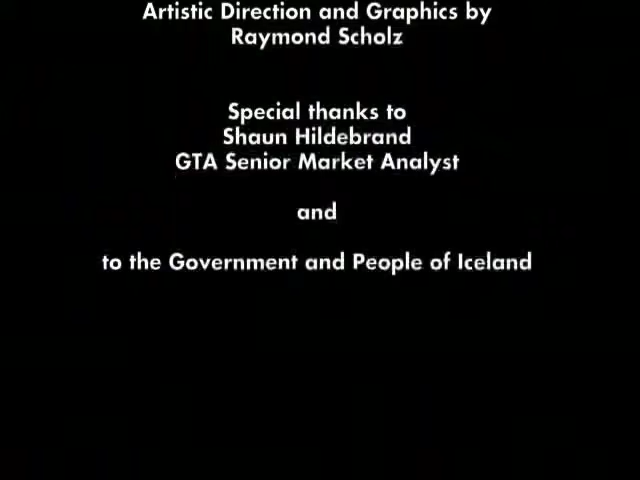 Artistic Direction and Graphics by
Raymond Scholz
Special thanks to
Shaun Hildebrand
GTA Senior Market Analyst
and
to the Government and People of Iceland